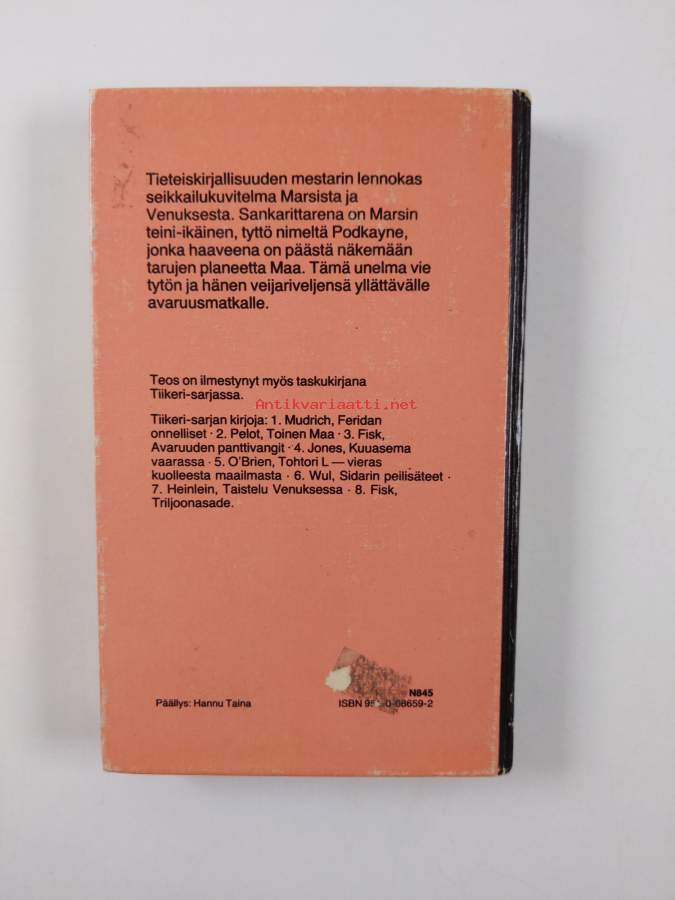 Tieteiskirjallisuuden mestarin lennokas
seikkailukuvitelma Marsista ja
Venuksesta. Sankarittarena on Marsin
teini-ikäinen, tyttö nimeltä Podkayne,
jonka haaveena on päästä näkemään
tarujen planeetta Maa. Tämä unelma vie
tytön ja hänen veijariveljensä yllättävälle
avaruusmatkalle.
Teos on ilmestynyt myös taskukirjana
Tiikeri-sarjassa.
Antikvariaatti.net
Tiikeri-sarjan kirjoja: 1. Mudrich, Feridan
onnelliset · 2. Pelot, Toinen Maa · 3. Fisk,
Avaruuden panttivangit · 4. Jones, Kuuasema
vaarassa · 5. O'Brien, Tohtori L — vieras
kuolleesta maailmasta · 6. Wul, Sidarin peilisäteet ·
7. Heinlein, Taistelu Venuksessa · 8. Fisk,
Triljoonasade.
N845
Päällys: Hannu Taina
ISBN 0-08659-2